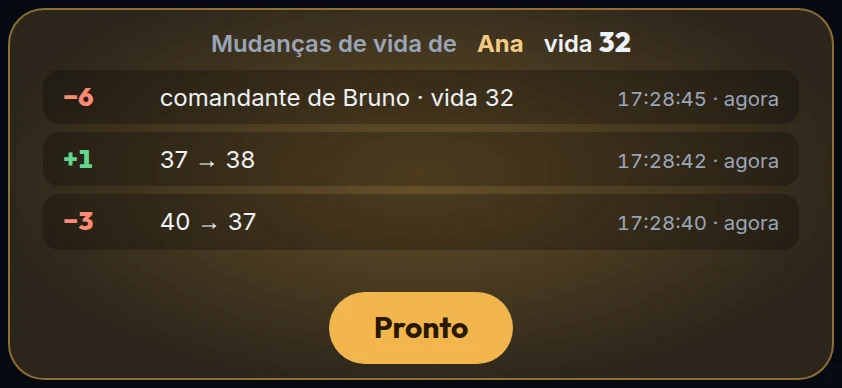 Mudanças de vida de Ana vida 32
−6 comandante de Bruno · vida 32 17:28:45 · agora
+1 37 → 38 17:28:42 · agora
−3 40 → 37 17:28:40 · agora
Pronto